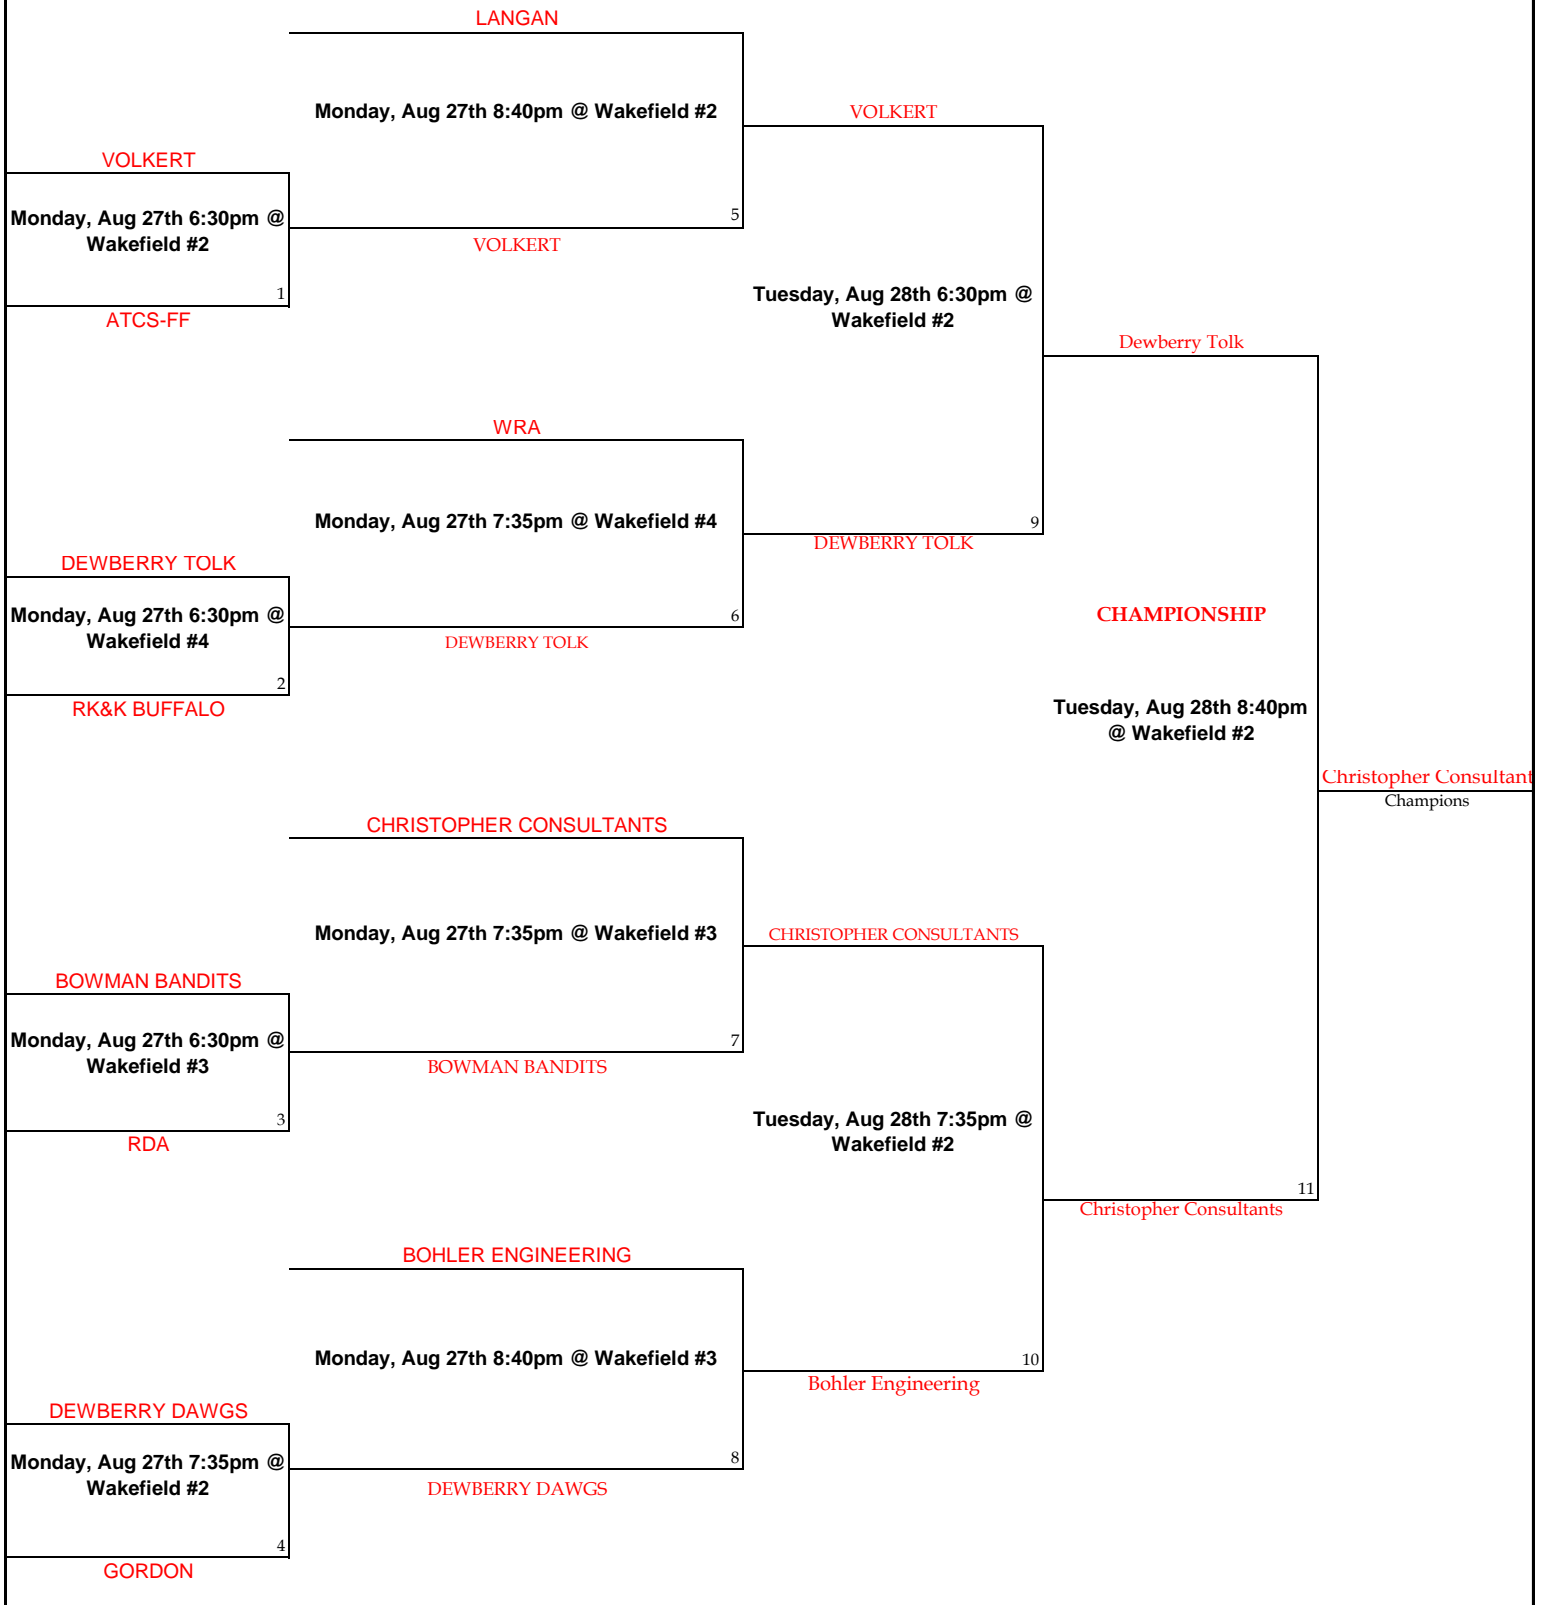 LANGAN
Monday, Aug 27th 8:40pm @ Wakefield #2
VOLKERT
VOLKERT
Monday, Aug 27th 6:30pm @
Wakefield #2
5
VOLKERT
1
ATCS-FF
Tuesday, Aug 28th 6:30pm @
Wakefield #2
Dewberry Tolk
WRA
Monday, Aug 27th 7:35pm @ Wakefield #4
9
DEWBERRY TOLK
DEWBERRY TOLK
Monday, Aug 27th 6:30pm @
Wakefield #4
6
DEWBERRY TOLK
CHAMPIONSHIP
2
RK&K BUFFALO
Tuesday, Aug 28th 8:40pm
@ Wakefield #2
Christopher Consultant
Champions
CHRISTOPHER CONSULTANTS
Monday, Aug 27th 7:35pm @ Wakefield #3
CHRISTOPHER CONSULTANTS
BOWMAN BANDITS
Monday, Aug 27th 6:30pm @
Wakefield #3
7
BOWMAN BANDITS
3
RDA
Tuesday, Aug 28th 7:35pm @
Wakefield #2
11
Christopher Consultants
BOHLER ENGINEERING
Monday, Aug 27th 8:40pm @ Wakefield #3
10
Bohler Engineering
DEWBERRY DAWGS
Monday, Aug 27th 7:35pm @
Wakefield #2
8
DEWBERRY DAWGS
4
GORDON